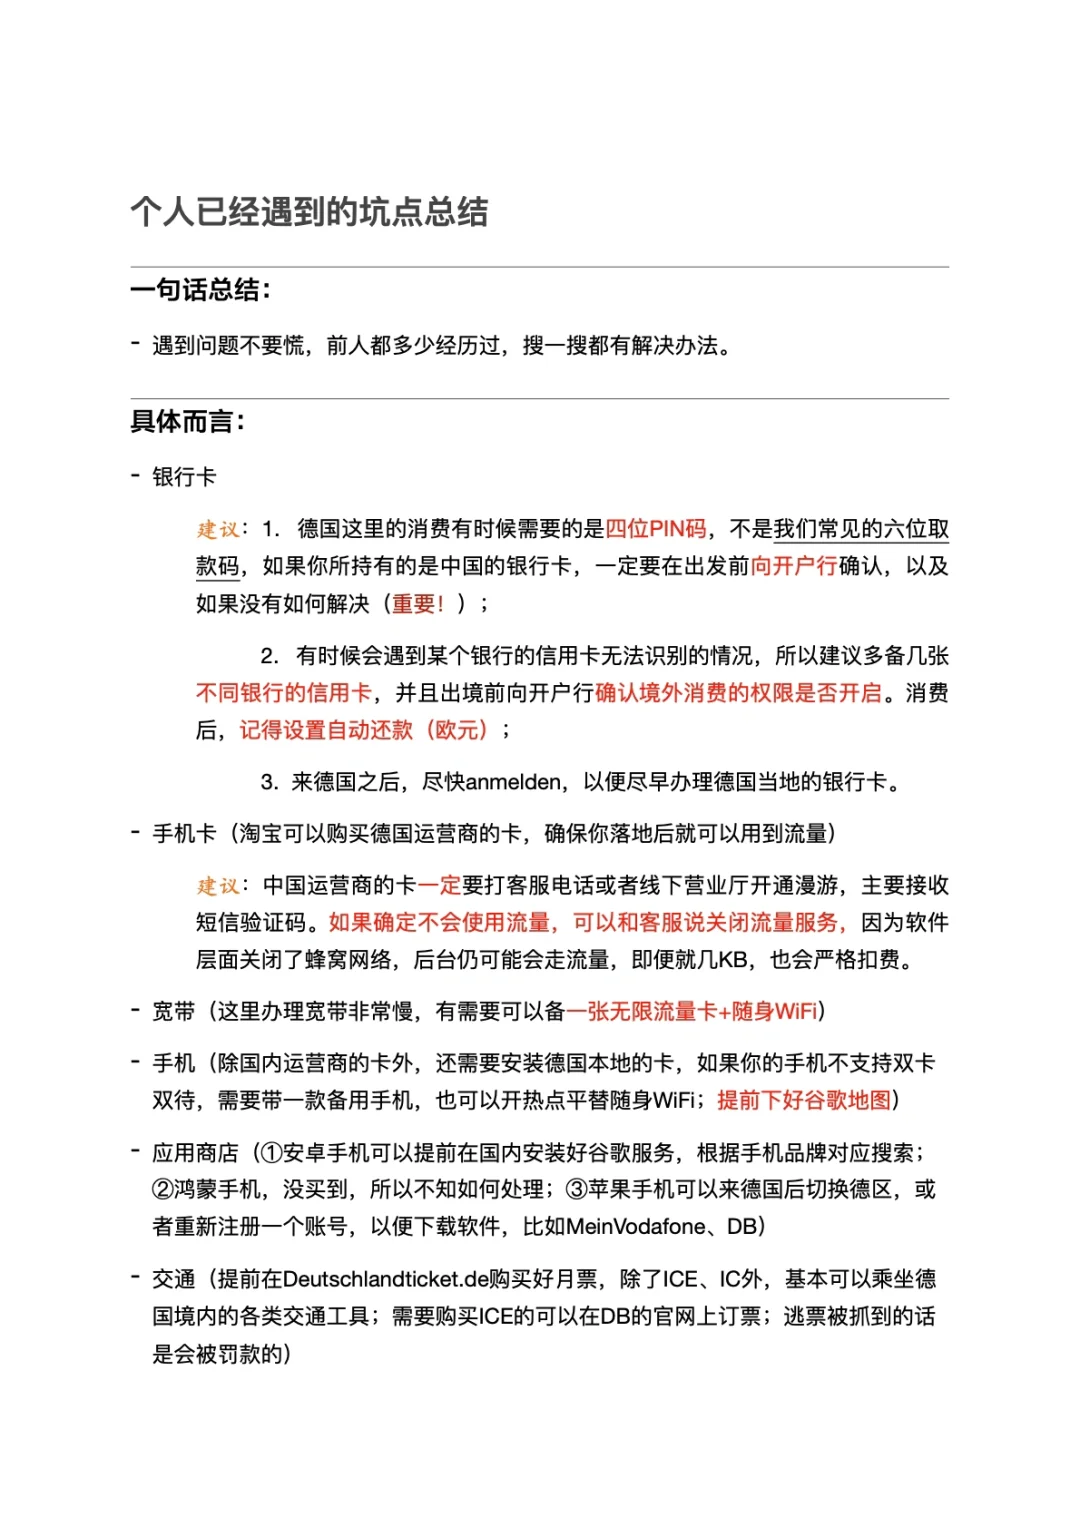 个人已经遇到的坑点总结
一句话总结：
- 遇到问题不要慌，前人都多少经历过，搜一搜都有解决办法。
具体而言：
- 银行卡
建议：1. 德国这里的消费有时候需要的是四位PIN码，不是我们常见的六位取
款码，如果你所持有的是中国的银行卡，一定要在出发前向开户行确认，以及
如果没有如何解决（重要！）；
2. 有时候会遇到某个银行的信用卡无法识别的情况，所以建议多备几张
不同银行的信用卡，并且出境前向开户行确认境外消费的权限是否开启。消费
后，记得设置自动还款（欧元）；
3. 来德国之后，尽快anmelden，以便尽早办理德国当地的银行卡。
- 手机卡（淘宝可以购买德国运营商的卡，确保你落地后就可以用到流量）
建议：中国运营商的卡一定要打客服电话或者线下营业厅开通漫游，主要接收
短信验证码。如果确定不会使用流量，可以和客服说关闭流量服务，因为软件
层面关闭了蜂窝网络，后台仍可能会走流量，即便就几KB，也会严格扣费。
- 宽带（这里办理宽带非常慢，有需要可以备一张无限流量卡+随身WiFi）
- 手机（除国内运营商的卡外，还需要安装德国本地的卡，如果你的手机不支持双卡
双待，需要带一款备用手机，也可以开热点平替随身WiFi；提前下好谷歌地图）
- 应用商店（①安卓手机可以提前在国内安装好谷歌服务，根据手机品牌对应搜索；
②鸿蒙手机，没买到，所以不知如何处理；③苹果手机可以来德国后切换德区，或
者重新注册一个账号，以便下载软件，比如MeinVodafone、DB）
- 交通（提前在Deutschlandticket.de购买好月票，除了ICE、IC外，基本可以乘坐德
国境内的各类交通工具；需要购买ICE的可以在DB的官网上订票；逃票被抓到的话
是会被罚款的）